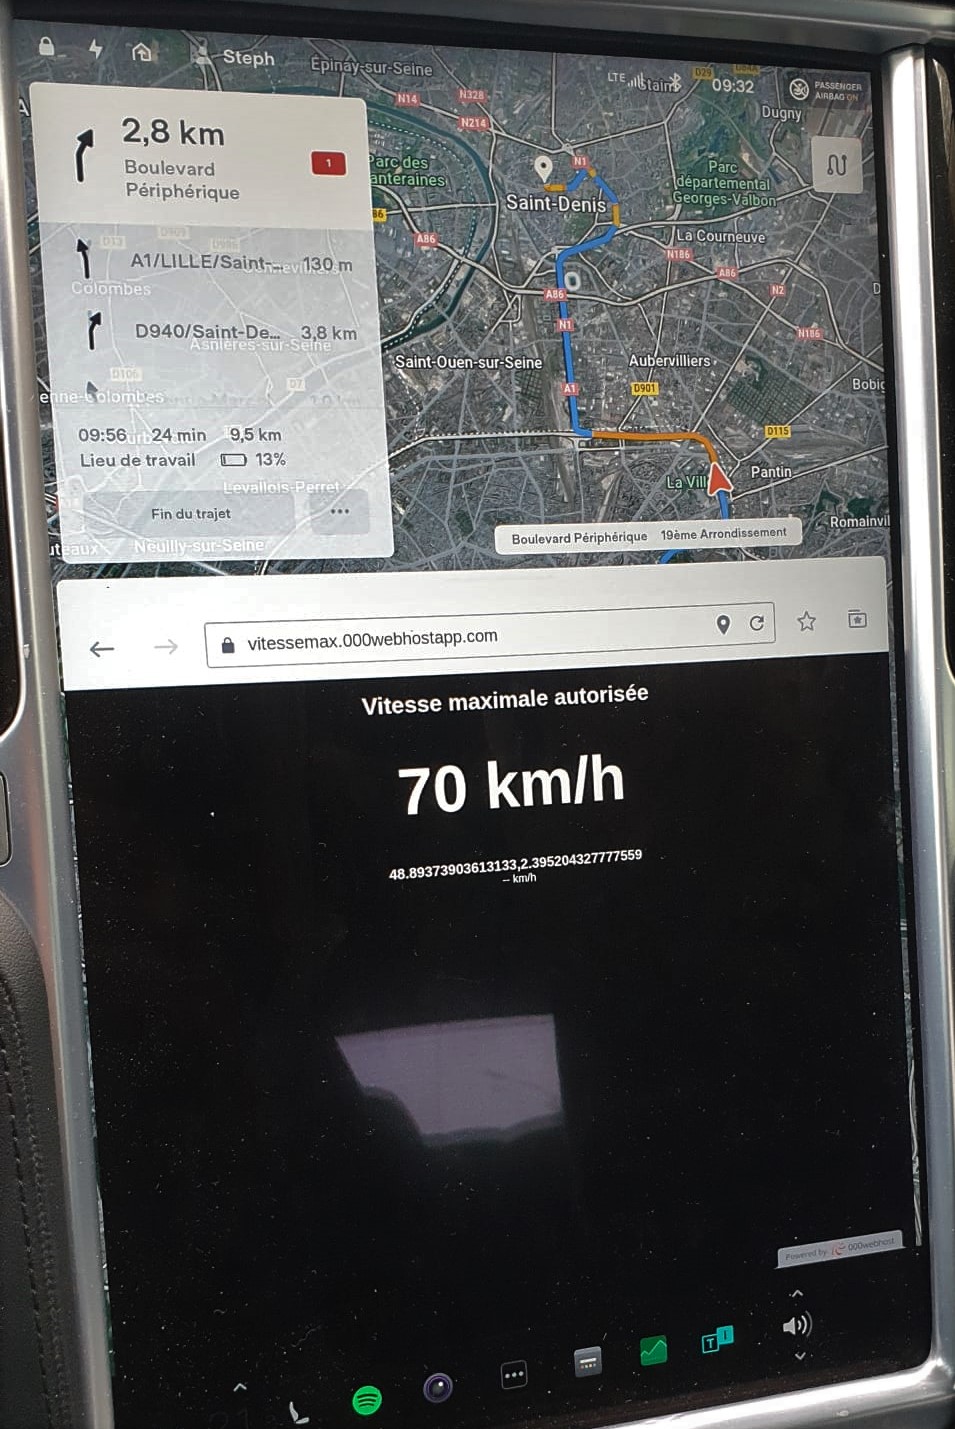 Steph
Épinay-sur-Seine
LTE
09:32
PASSENGER
AIRBAG ON
D29
N14
N328
N214
Dugny
2,8 km
Boulevard
Périphérique
1
Parc des
N1
Parc
départemental
Georges-Valbon
Saint-Denis
A86
La Courneuve
N186
A86
N2
A1/LILLE/Saint-... 130 m
Colombes
A86
N1
N186
D940/Saint-De... 3,8 km
Asnières-sur-Seine
Saint-Ouen-sur-Seine
Aubervilliers
D106
D7
A1
D901
Bobig
enne-Colombes
09:56 24 min 9,5 km
D115
Lieu de travail 13%
Levallois-Perret
La Vill
Pantin
Fin du trajet
...
Romainvil
Neuilly-sur-Seine
Boulevard Périphérique 19ème Arrondissement
vitessemax.000webhostapp.com
Vitesse maximale autorisée
70 km/h
48.89373903613133,2.395204327777559
-- km/h
Powered by 000webhost